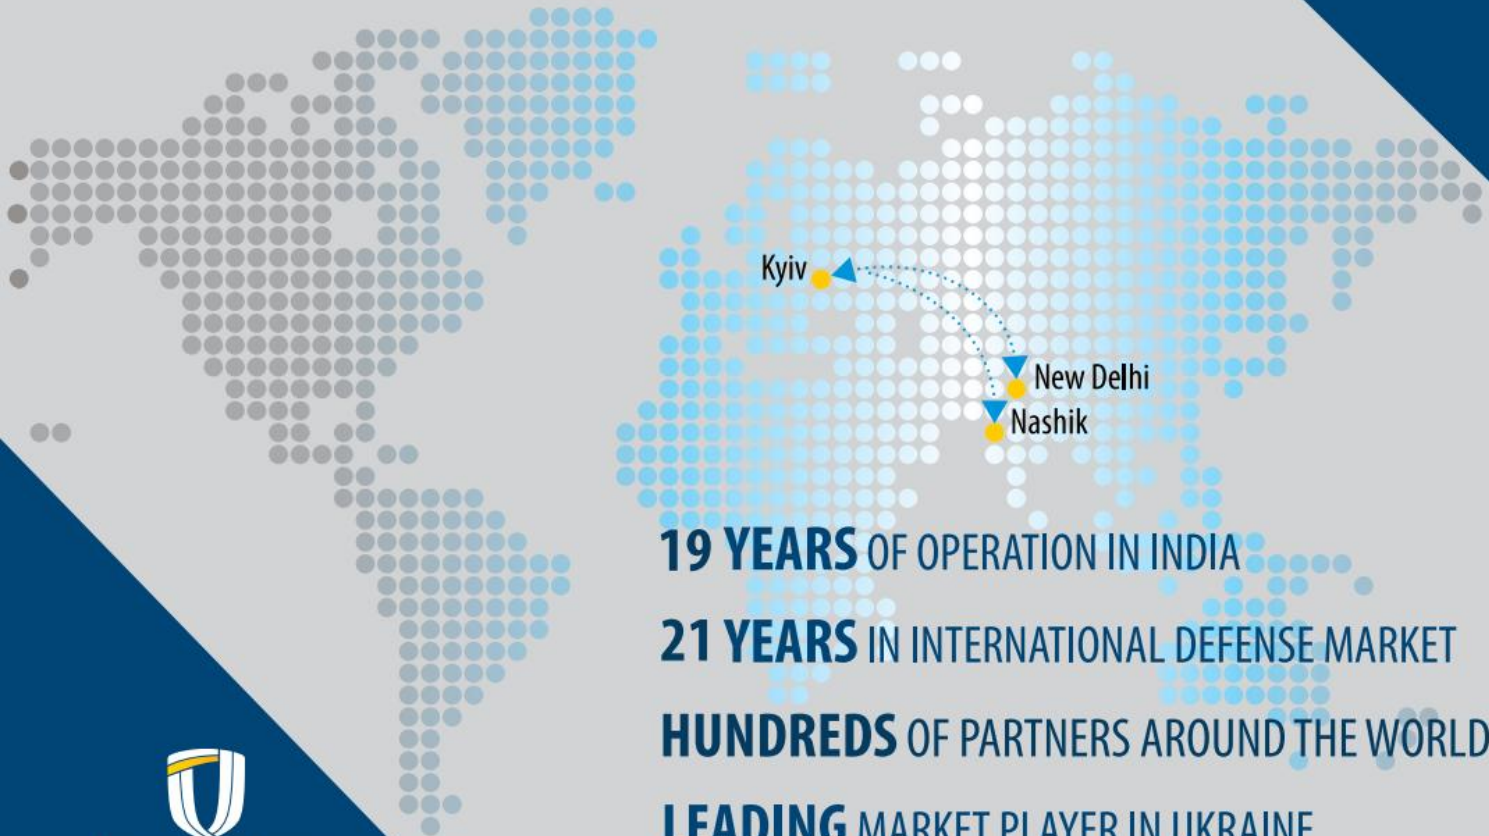 Kyiv
New Delhi
Nashik
19 YEARS OF OPERATION IN INDIA
21 YEARS IN INTERNATIONAL DEFENSE MARKET
HUNDREDS OF PARTNERS AROUND THE WORLD
LEADING MARKET PLAYER IN UKRAINE